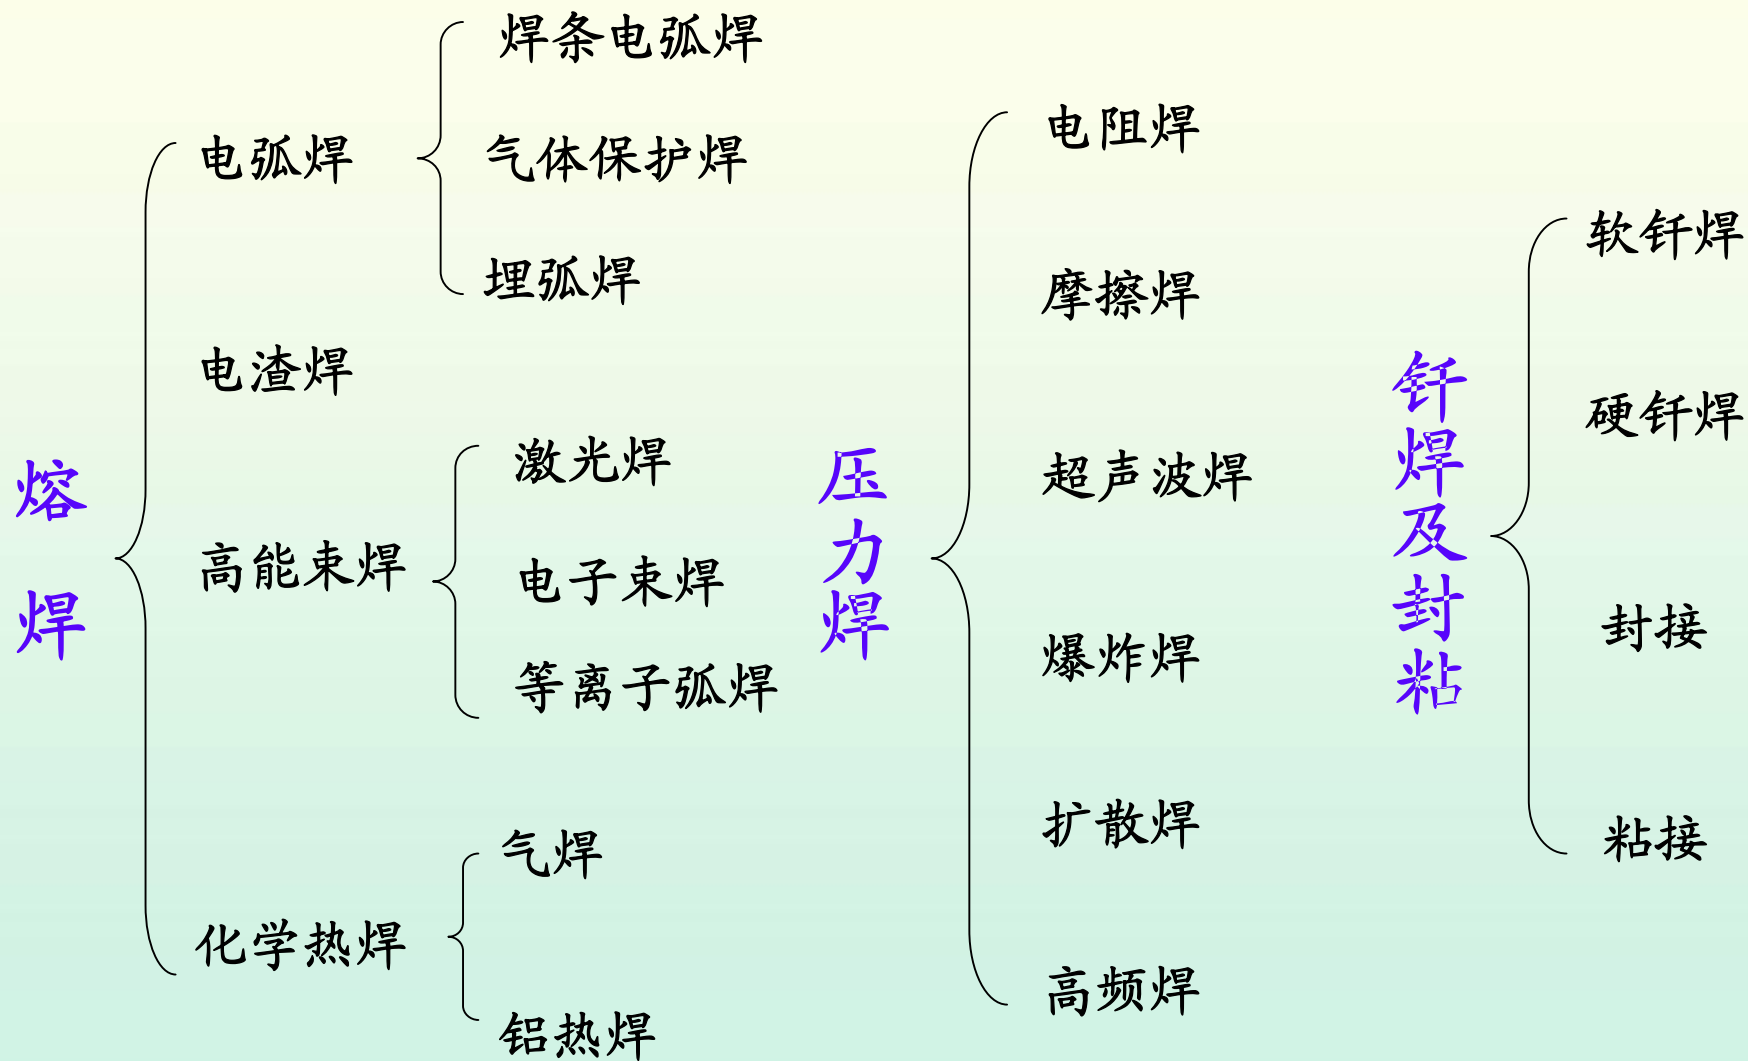 熔焊
电弧焊
焊条电弧焊
气体保护焊
埋弧焊
电渣焊
高能束焊
激光焊
电子束焊
等离子弧焊
化学热焊
气焊
铝热焊
压力焊
电阻焊
摩擦焊
超声波焊
爆炸焊
扩散焊
高频焊
钎焊及封粘
软钎焊
硬钎焊
封接
粘接